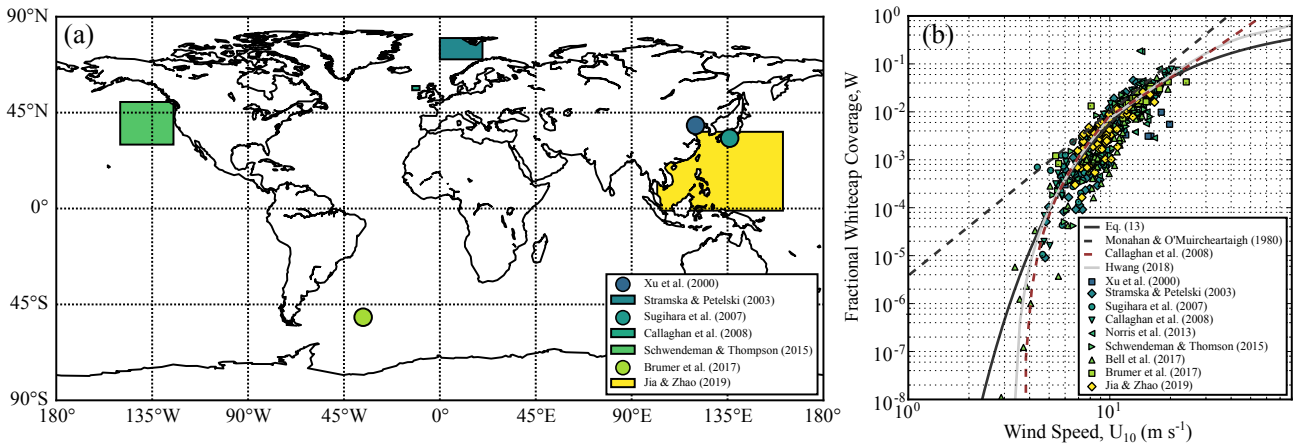 (a)
90°N
45°N
0°
45°S
90°S
180°
135°W
90°W
45°W
0°
45°E
90°E
135°E
180°
Xu et al. (2000)
Stramska & Petelski (2003)
Sugihara et al. (2007)
Callaghan et al. (2008)
Schwendeman & Thompson (2015)
Brumer et al. (2017)
Jia & Zhao (2019)
(b)
Fractional Whitecap Coverage,W
10^0
10^-1
10^-2
10^-3
10^-4
10^-5
10^-6
10^-7
10^-8
Eq. (13)
Monahan & O'Muircheartaigh (1980)
Callaghan et al. (2008)
Hwang (2018)
Xu et al. (2000)
Stramska & Petelski (2003)
Sugihara et al. (2007)
Callaghan et al. (2008)
Norris et al. (2013)
Schwendeman & Thomson (2015)
Bell et al. (2017)
Brumer et al. (2017)
Jia & Zhao (2019)
10^0
10^1
Wind Speed, U10 (m s-1)